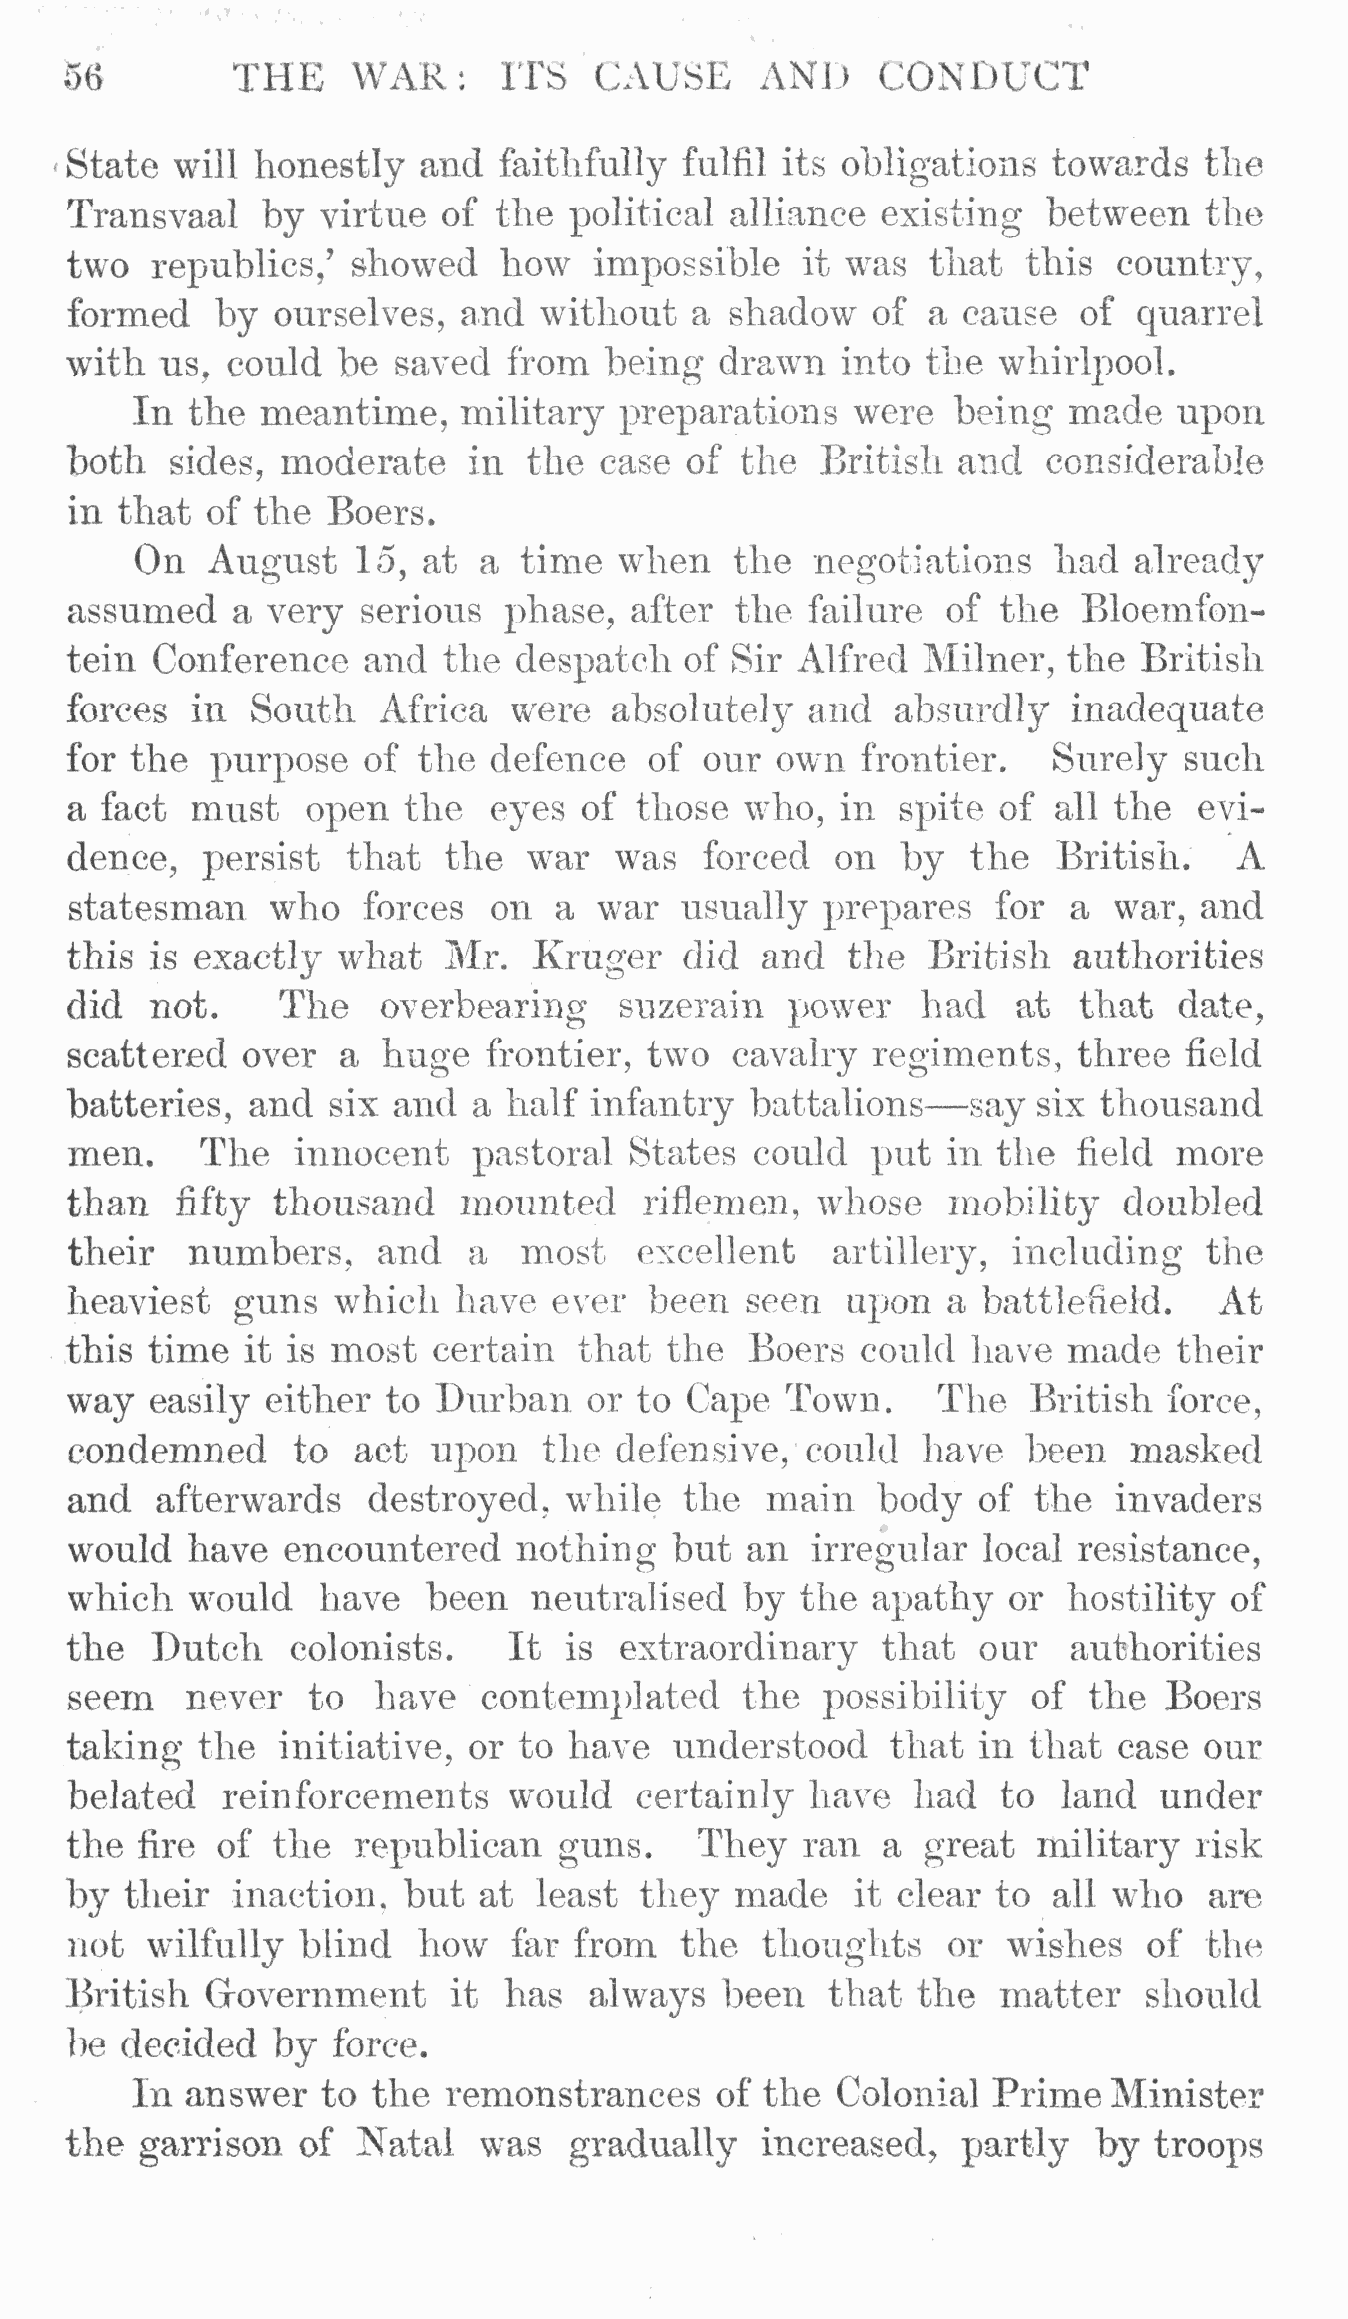 56 THE WAR: ITS CAUSE AND CONDUCT
State will honestly and faithfully fulfil its obligations towards the
Transvaal by virtue of the political alliance existing between the
two republics,’ showed how impossible it was that this country,
formed by ourselves, and without a shadow of a cause of quarrel
with us, could be saved from being drawn into the whirlpool.
In the meantime, military preparations were being made upon
both sides, moderate in the case of the British and considerable
in that of the Boers.
On August 15, at a time when the negotiations had already
assumed a very serious phase, after the failure of the Bloemfon-
tein Conference and the despatch of Sir Alfred Milner, the British
forces in South Africa were absolutely and absurdly inadequate
for the purpose of the defence of our own frontier. Surely such
a fact must open the eyes of those who, in spite of all the evi-
dence, persist that the war was forced on by the British. A
statesman who forces on a war usually prepares for a war, and
this is exactly what Mr. Kruger did and the British authorities
did not. The overbearing suzerain power had at that date,
scattered over a huge frontier, two cavalry regiments, three field
batteries, and six and a half infantry battalions—say six thousand
men. The innocent pastoral States could put in the field more
than fifty thousand mounted riflemen, whose mobility doubled
their numbers, and a most excellent artillery, including the
heaviest guns which have ever been seen upon a battlefield. At
this time it is most certain that the Boers could have made their
way easily either to Durban or to Cape Town. The British force,
condemned to act upon the defensive, could have been masked
and afterwards destroyed, while the main body of the invaders
would have encountered nothing but an irregular local resistance,
which would have been neutralised by the apathy or hostility of
the Dutch colonists. It is extraordinary that our authorities
seem never to have contemplated the possibility of the Boers
taking the initiative, or to have understood that in that case our
belated reinforcements would certainly have had to land under
the fire of the republican guns. They ran a great military risk
by their inaction, but at least they made it clear to all who are
not wilfully blind how far from the thoughts or wishes of the
British Government it has always been that the matter should
be decided by force.
In answer to the remonstrances of the Colonial Prime Minister
the garrison of Natal was gradually increased, partly by troops